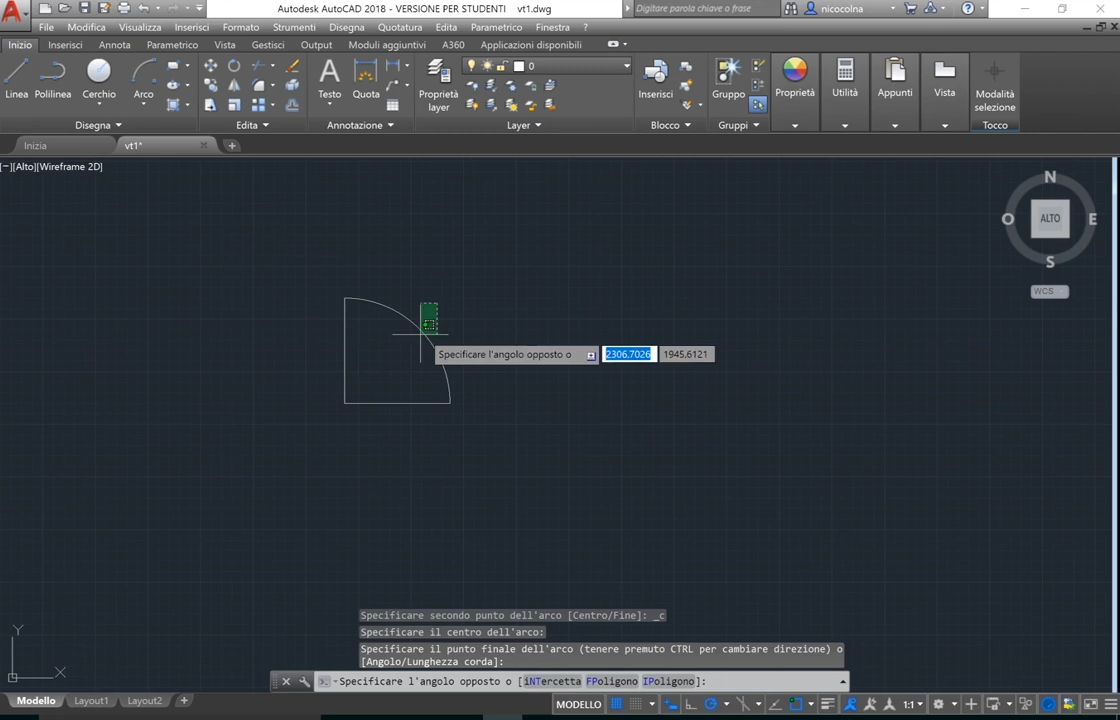 Autodesk AutoCAD 2018 - VERSIONE PER STUDENTI vt1.dwg
Digitare parola chiave o frase
nicocolna
File Modifica Visualizza Inserisci Formato Strumenti Disegna Quotatura Edita Parametrico Finestra
Inizio Inserisci Annota Parametrico Vista Gestisci Output Moduli aggiuntivi A360 Applicazioni disponibili
0
Linea Polilinea Cerchio Arco Testo Quota Proprietà layer Inserisci Gruppo Proprietà Utilità Appunti Vista Modalità selezione
Disegna Edita Annotazione Layer Blocco Gruppi Tocco
Inizia vt1*
[−][Alto][Wireframe 2D]
N
O ALTO E
S
WCS
Specificare l'angolo opposto o 2306.7026 1945.6121
Specificare secondo punto dell'arco [Centro/Fine]: _c
Specificare il centro dell'arco:
Specificare il punto finale dell'arco (tenere premuto CTRL per cambiare direzione) o
[Angolo/Lunghezza corda]:
Specificare l'angolo opposto o [iNTercetta FPoligono IPoligono]:
Y
X
Modello Layout1 Layout2 +
MODELLO 1:1